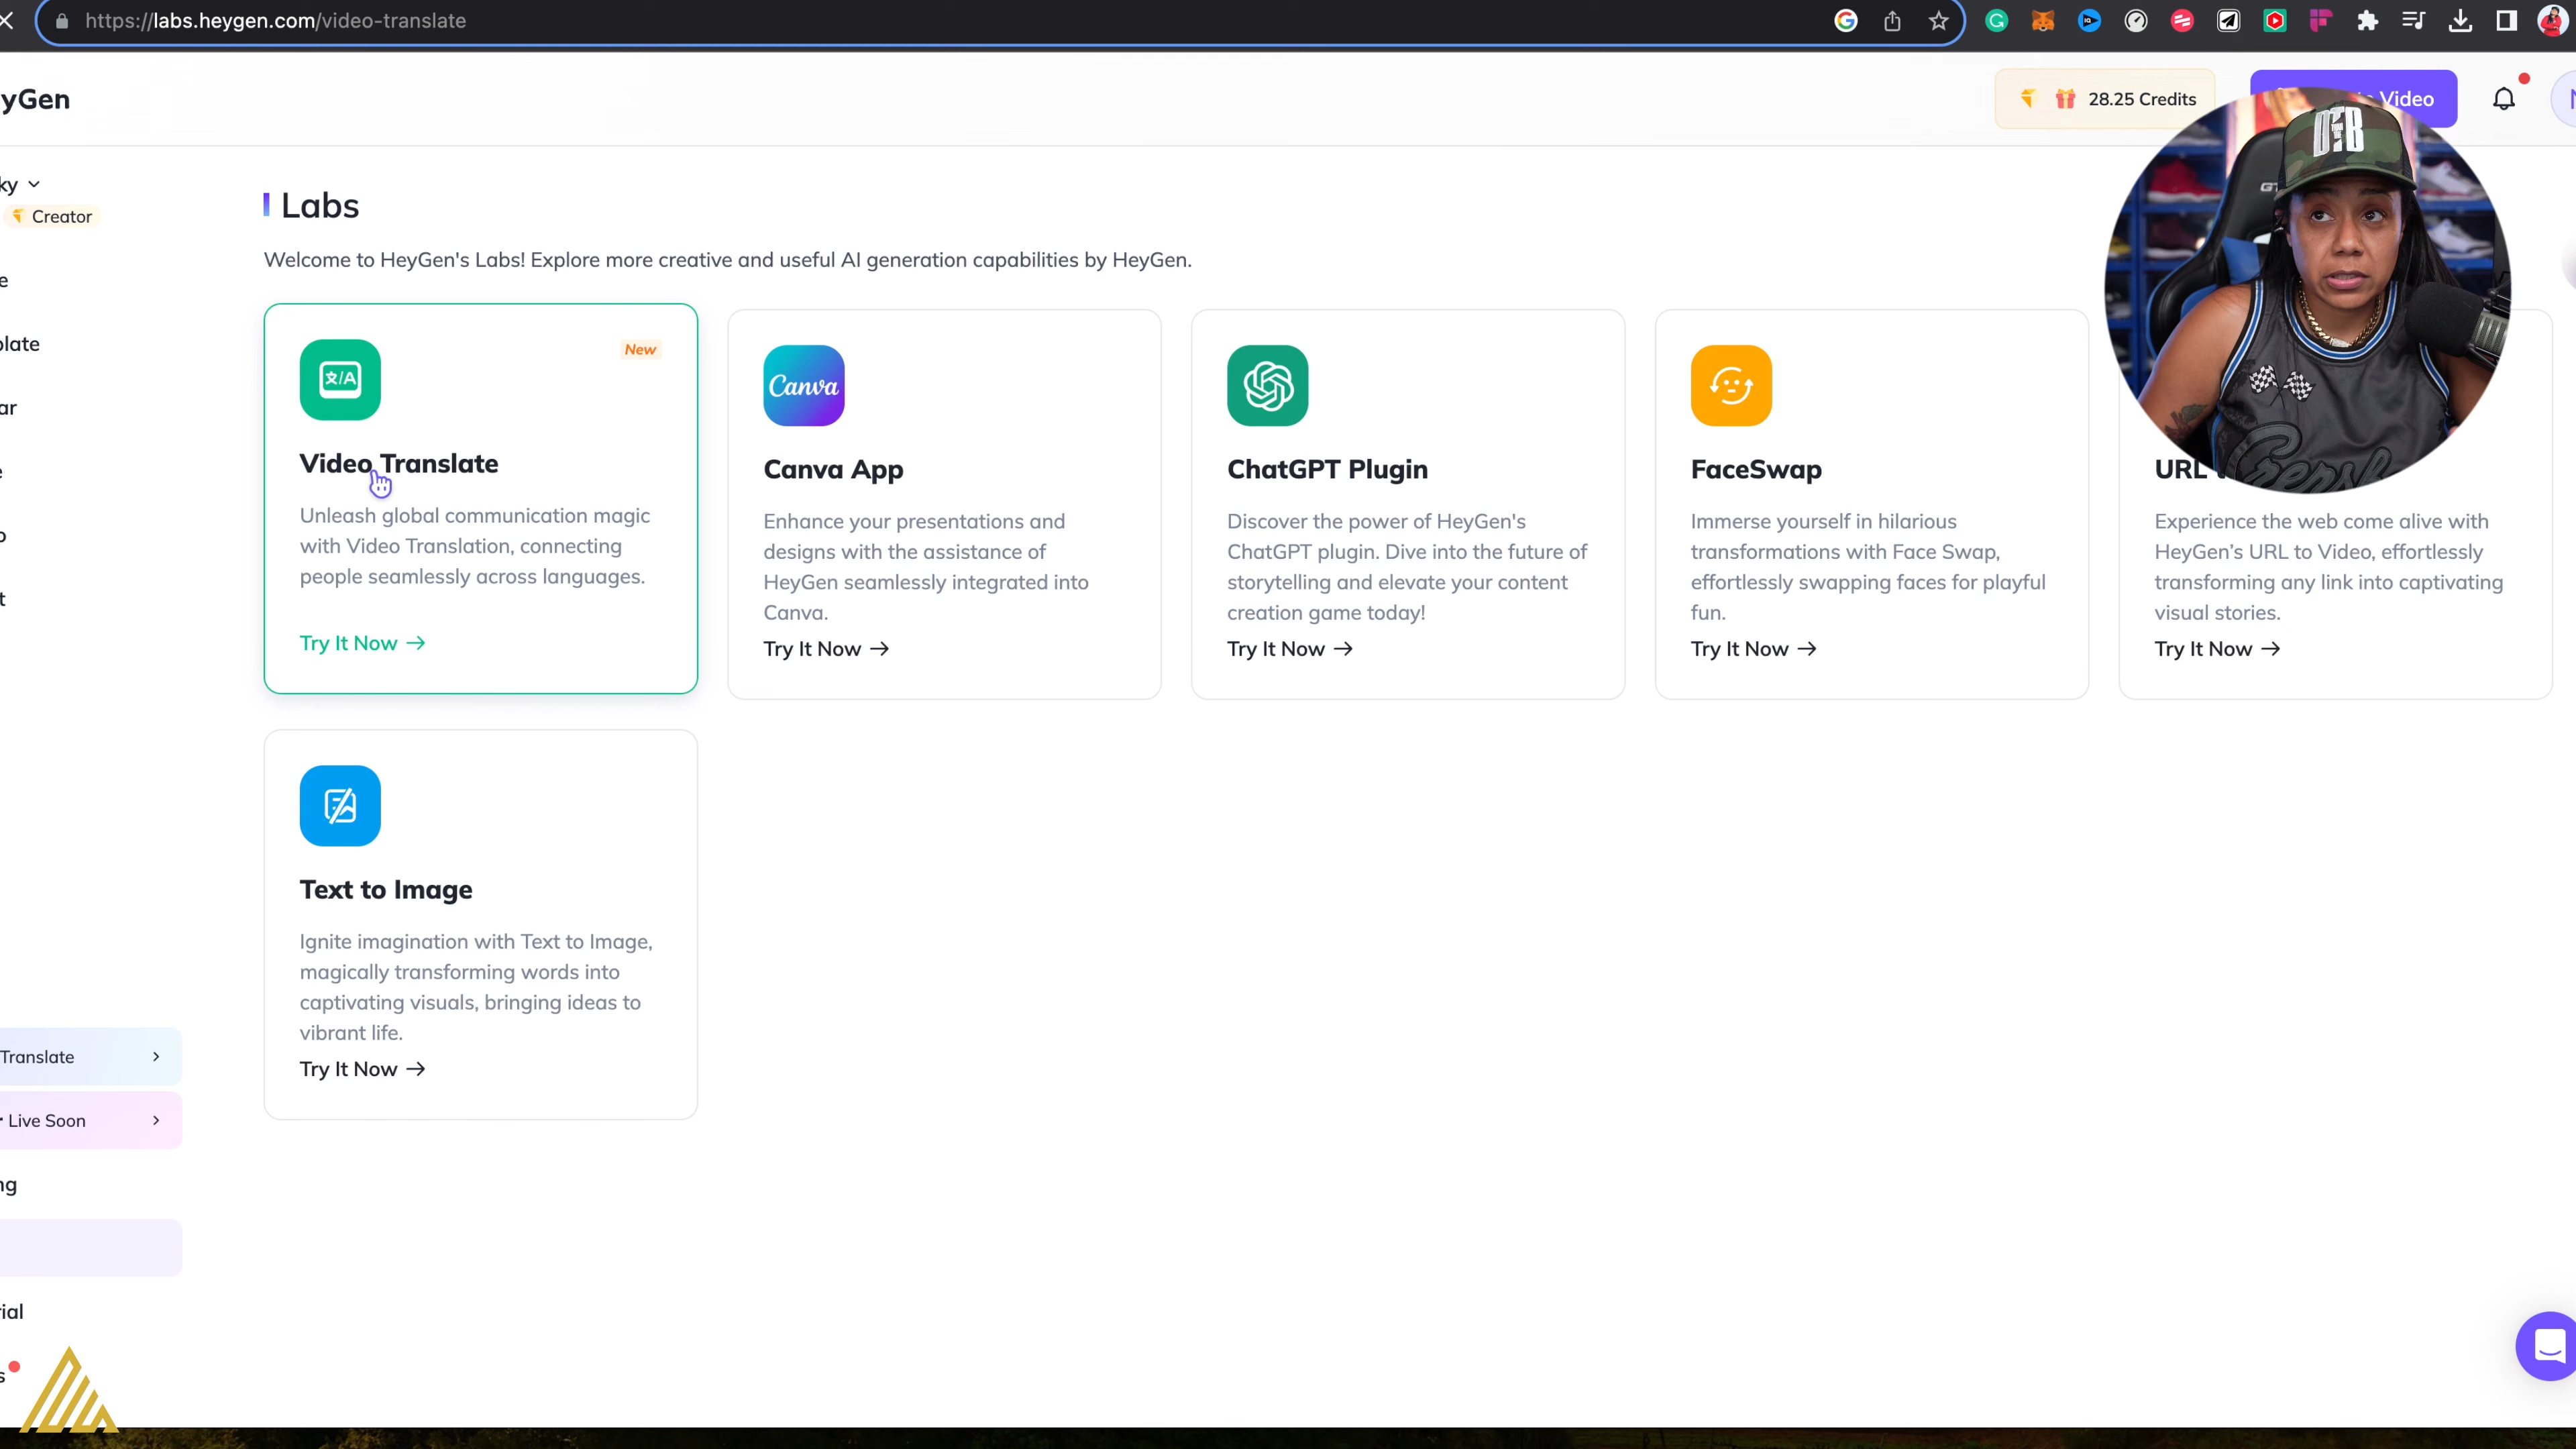 https://labs.heygen.com/video-translate
yGen
28.25 Credits
Video
ky
Creator
e
late
ar
Labs
Welcome to HeyGen's Labs! Explore more creative and useful AI generation capabilities by HeyGen.
文/A
New
Video Translate
Unleash global communication magic
with Video Translation, connecting
people seamlessly across languages.
Try It Now →
Canva
Canva App
Enhance your presentations and
designs with the assistance of
HeyGen seamlessly integrated into
Canva.
Try It Now →
ChatGPT Plugin
Discover the power of HeyGen's
ChatGPT plugin. Dive into the future of
storytelling and elevate your content
creation game today!
Try It Now →
FaceSwap
Immerse yourself in hilarious
transformations with Face Swap,
effortlessly swapping faces for playful
fun.
Try It Now →
URL
Experience the web come alive with
HeyGen's URL to Video, effortlessly
transforming any link into captivating
visual stories.
Try It Now →
Text to Image
Ignite imagination with Text to Image,
magically transforming words into
captivating visuals, bringing ideas to
vibrant life.
Try It Now →
Translate
Live Soon
ng
ial
s